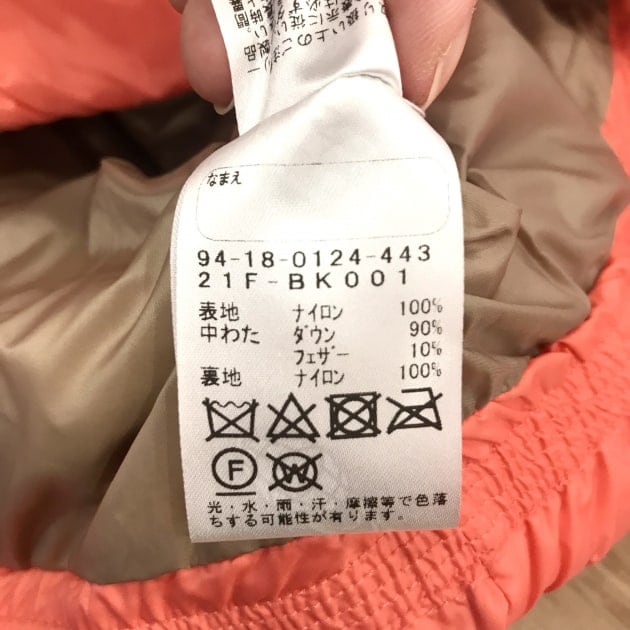 なまえ
94-18-0124-443
21F-BK001
表地 ナイロン 100%
中わた ダウン 90%
フェザー 10%
裏地 ナイロン 100%
F W
光・水・雨・汗・摩擦等で色落
ちする可能性が有ります。